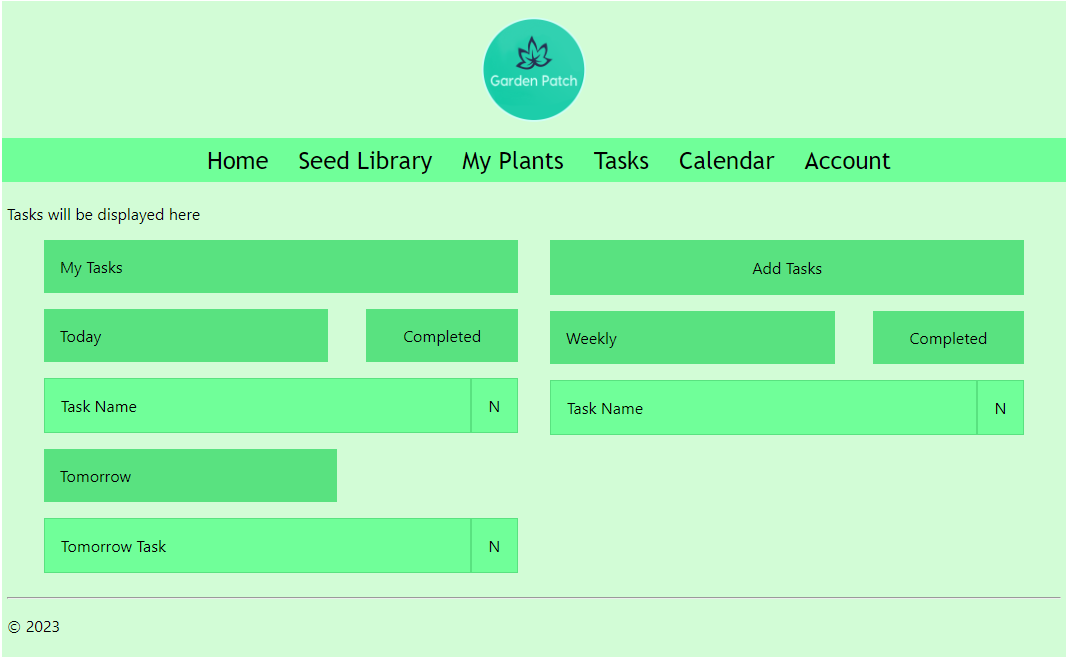 Garden Patch
Home Seed Library My Plants Tasks Calendar Account
Tasks will be displayed here
My Tasks
Today Completed
Task Name N
Tomorrow
Tomorrow Task N
Add Tasks
Weekly Completed
Task Name N
© 2023